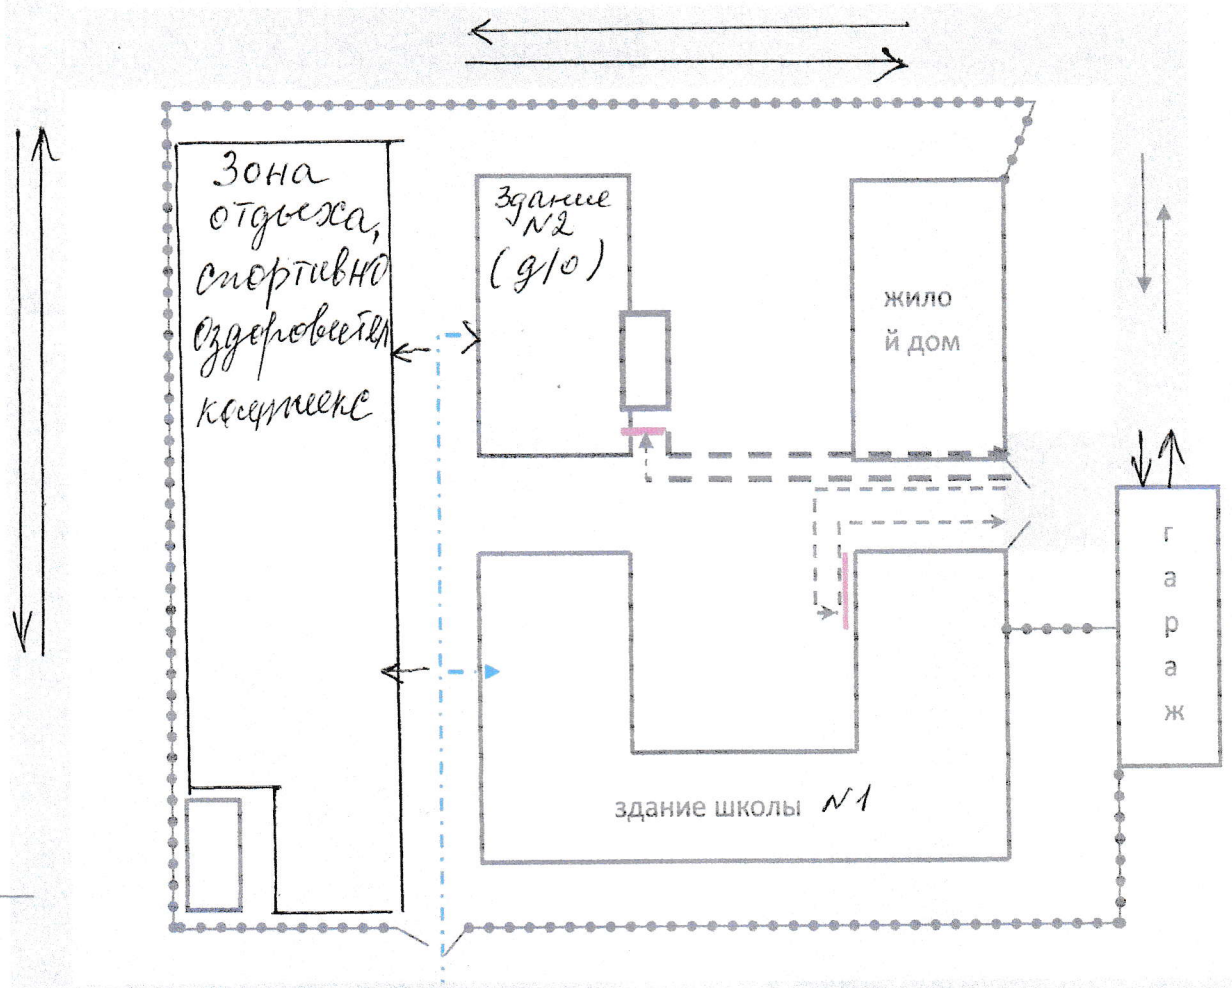 Зона
отдыха,
спортивно
оздоровител
комплекс
Здание
N2
(д/о)
жило
й дом
г
а
р
а
ж
здание школы N1